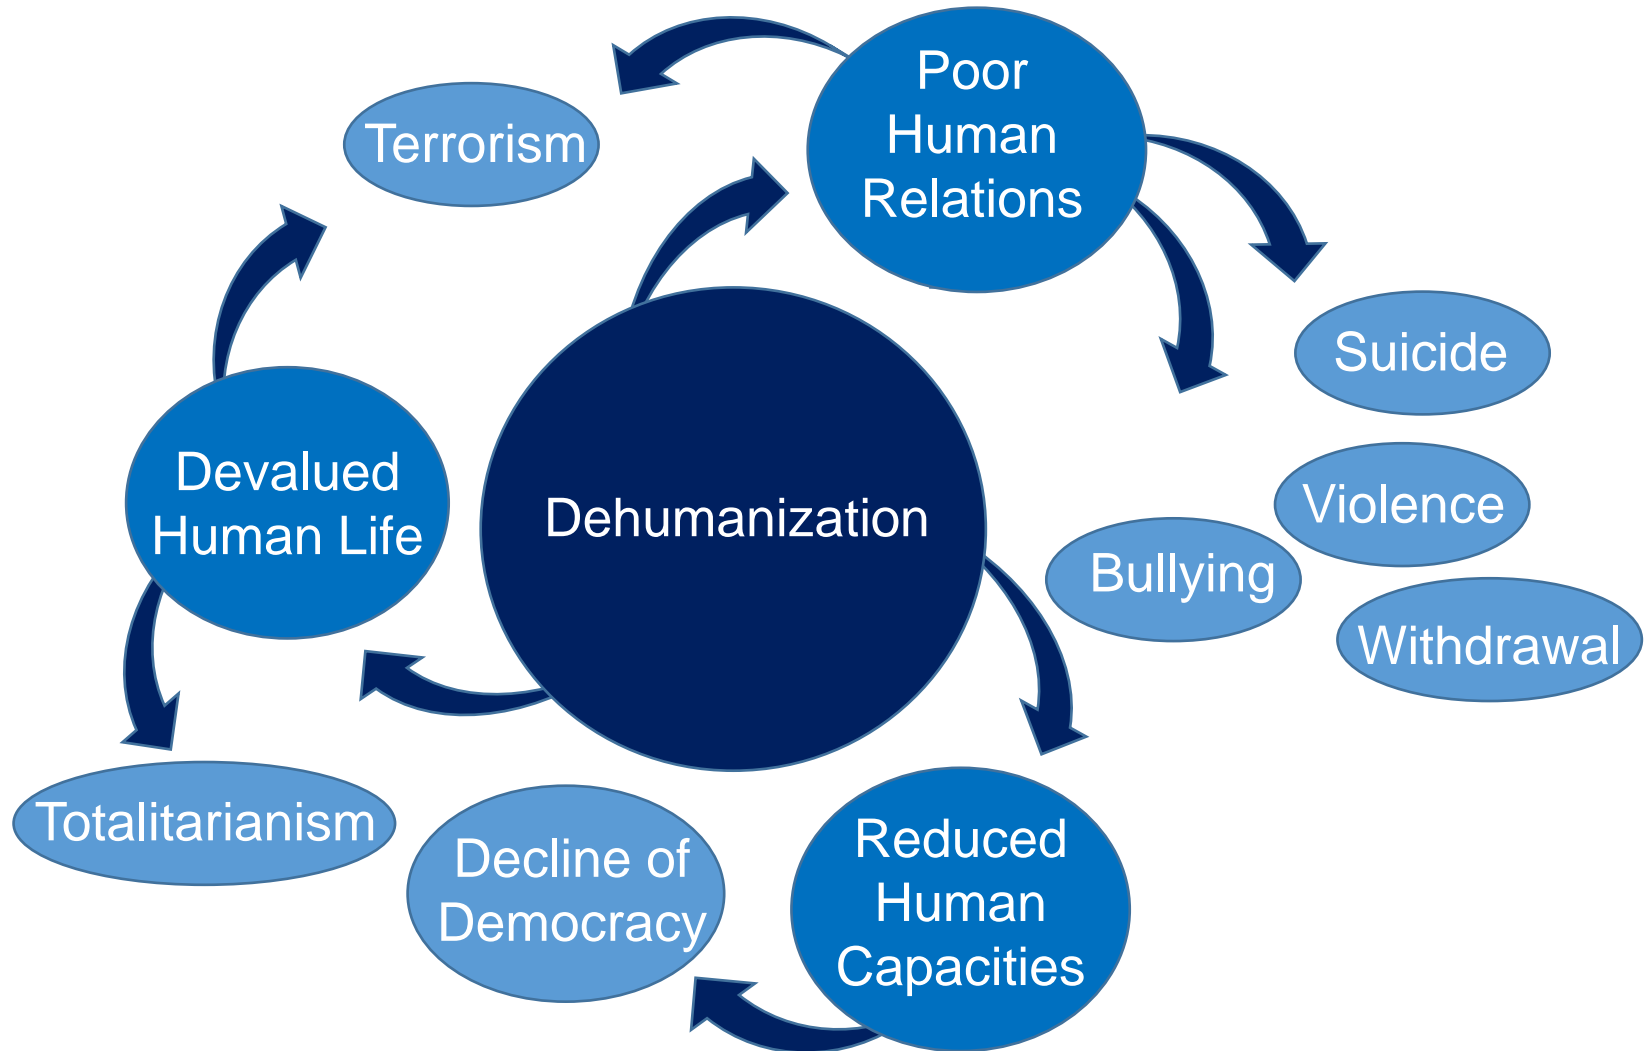 Poor
Human
Relations
Terrorism
Suicide
Devalued
Human Life
Dehumanization
Violence
Bullying
Withdrawal
Totalitarianism
Decline of
Democracy
Reduced
Human
Capacities